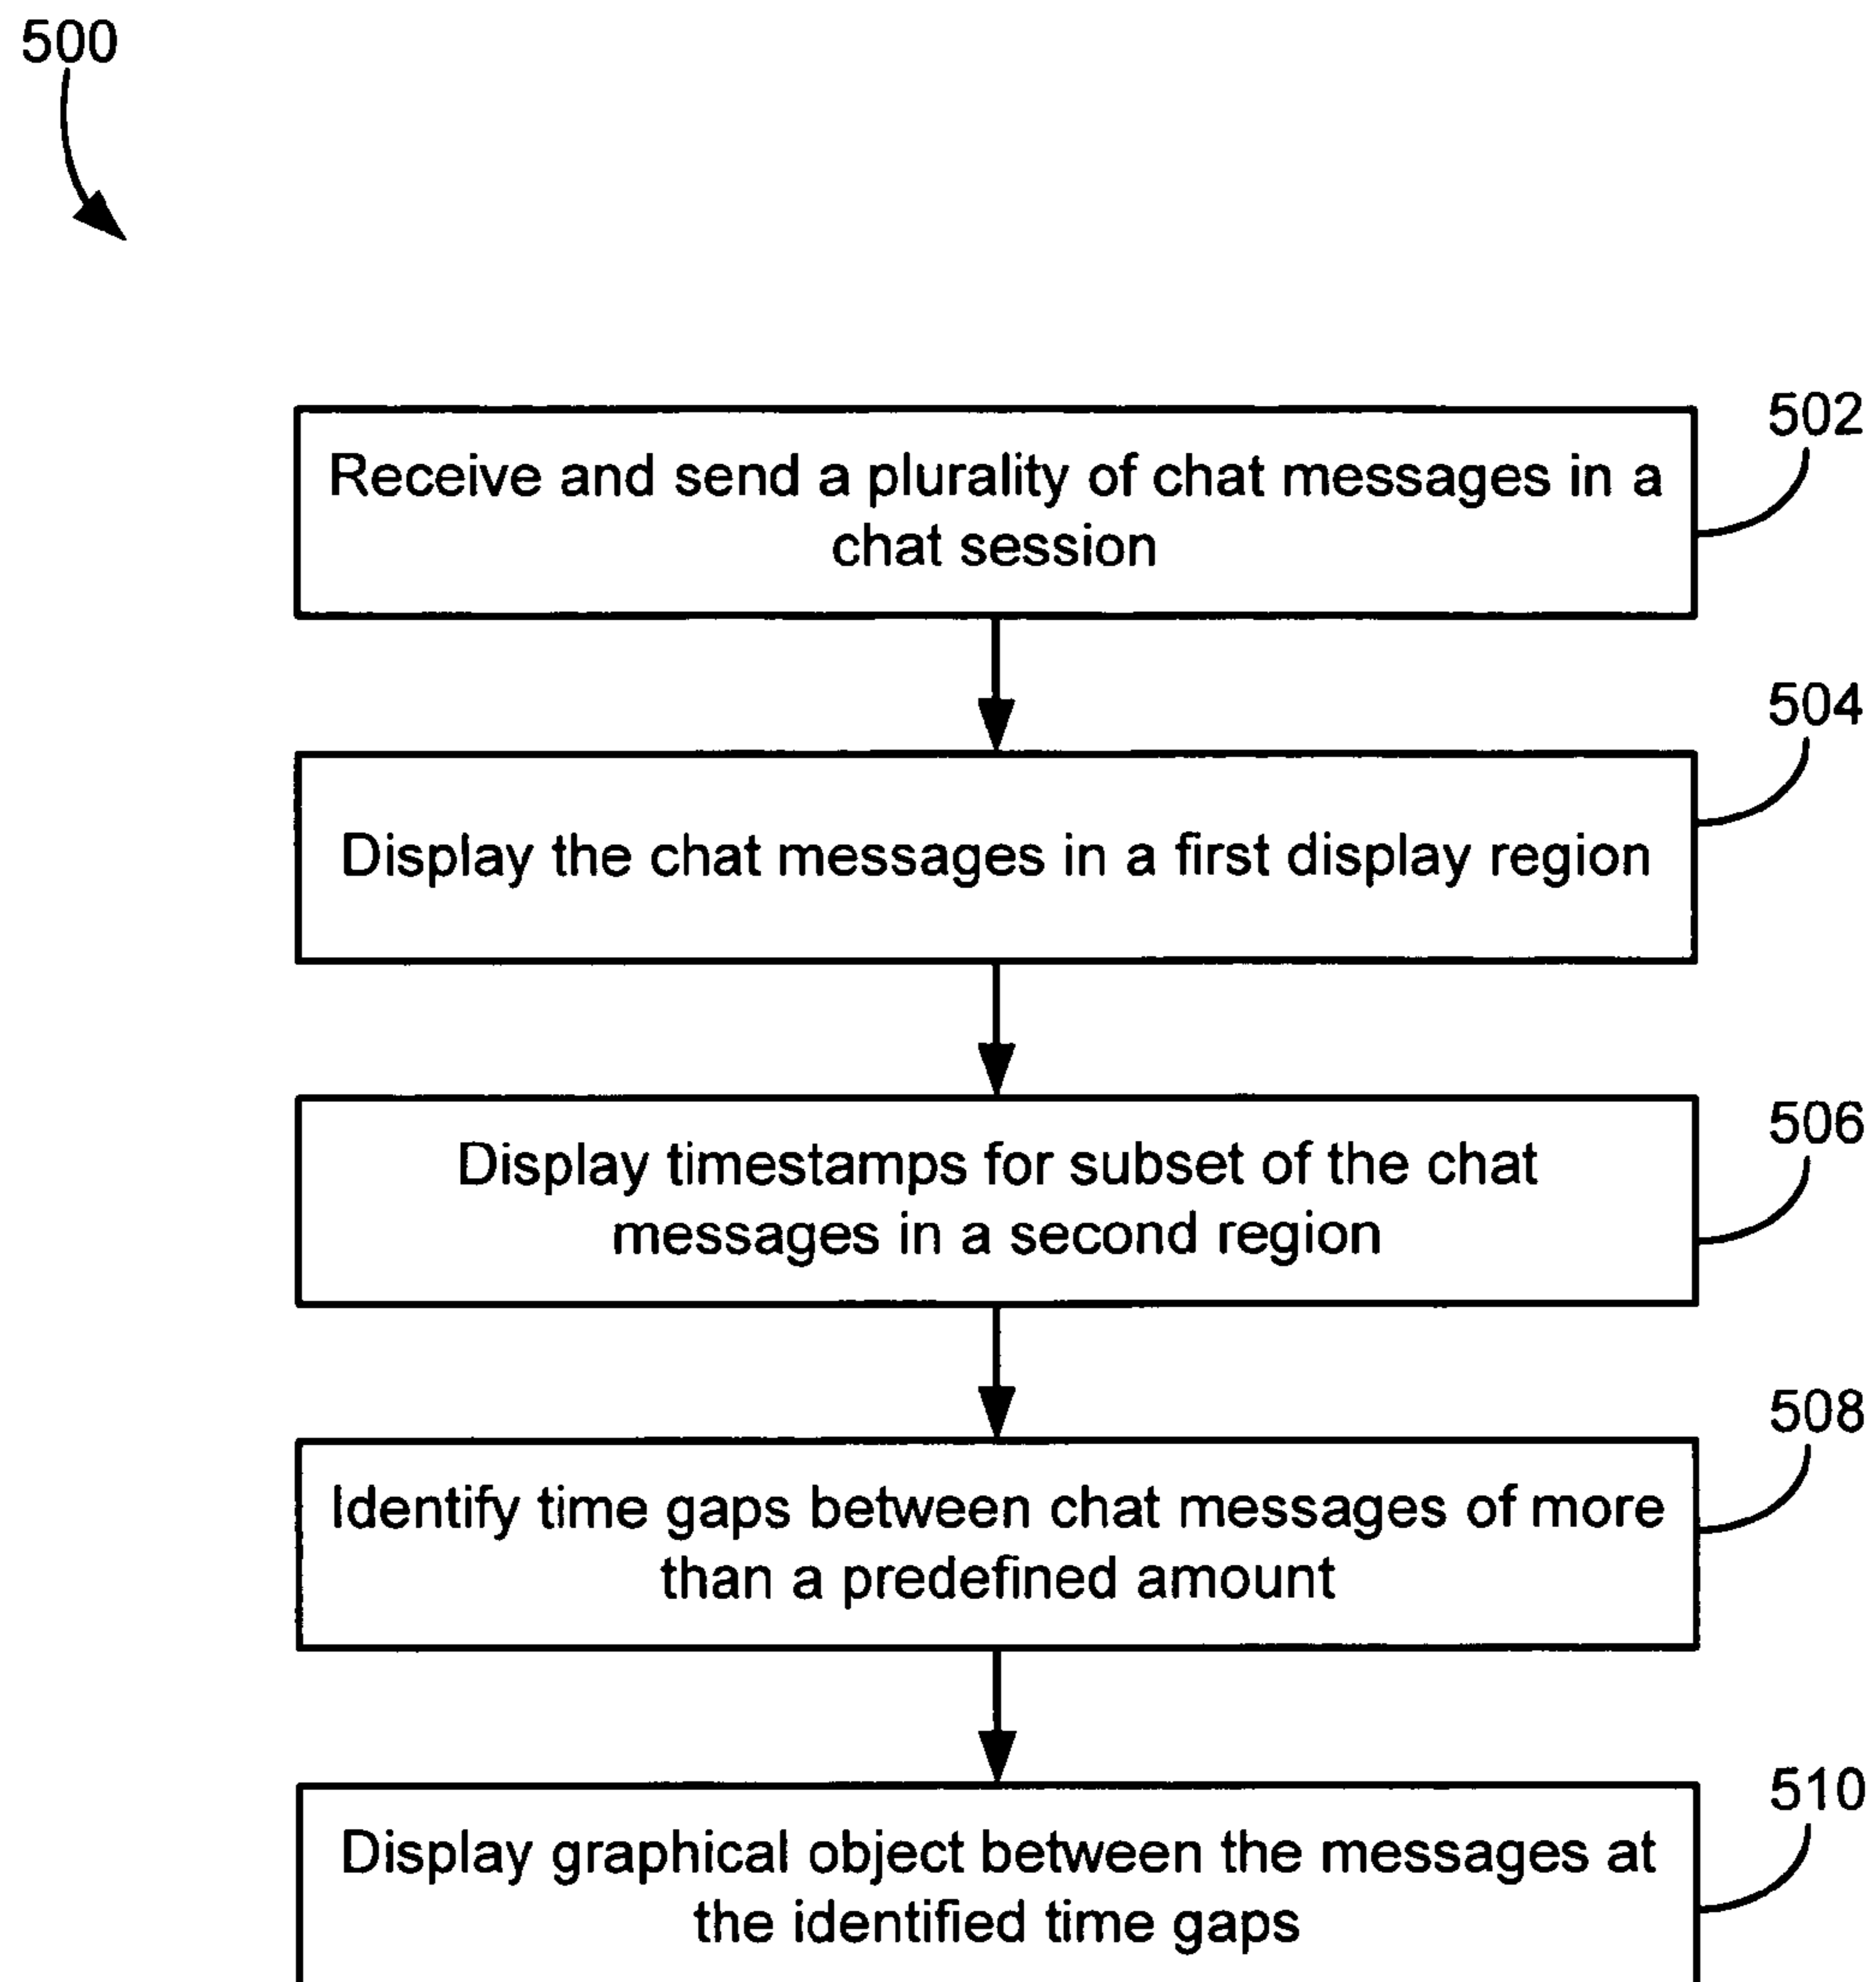 500
502
Receive and send a plurality of chat messages in a
chat session
504
Display the chat messages in a first display region
506
Display timestamps for subset of the chat
messages in a second region
508
Identify time gaps between chat messages of more
than a predefined amount
510
Display graphical object between the messages at
the identified time gaps